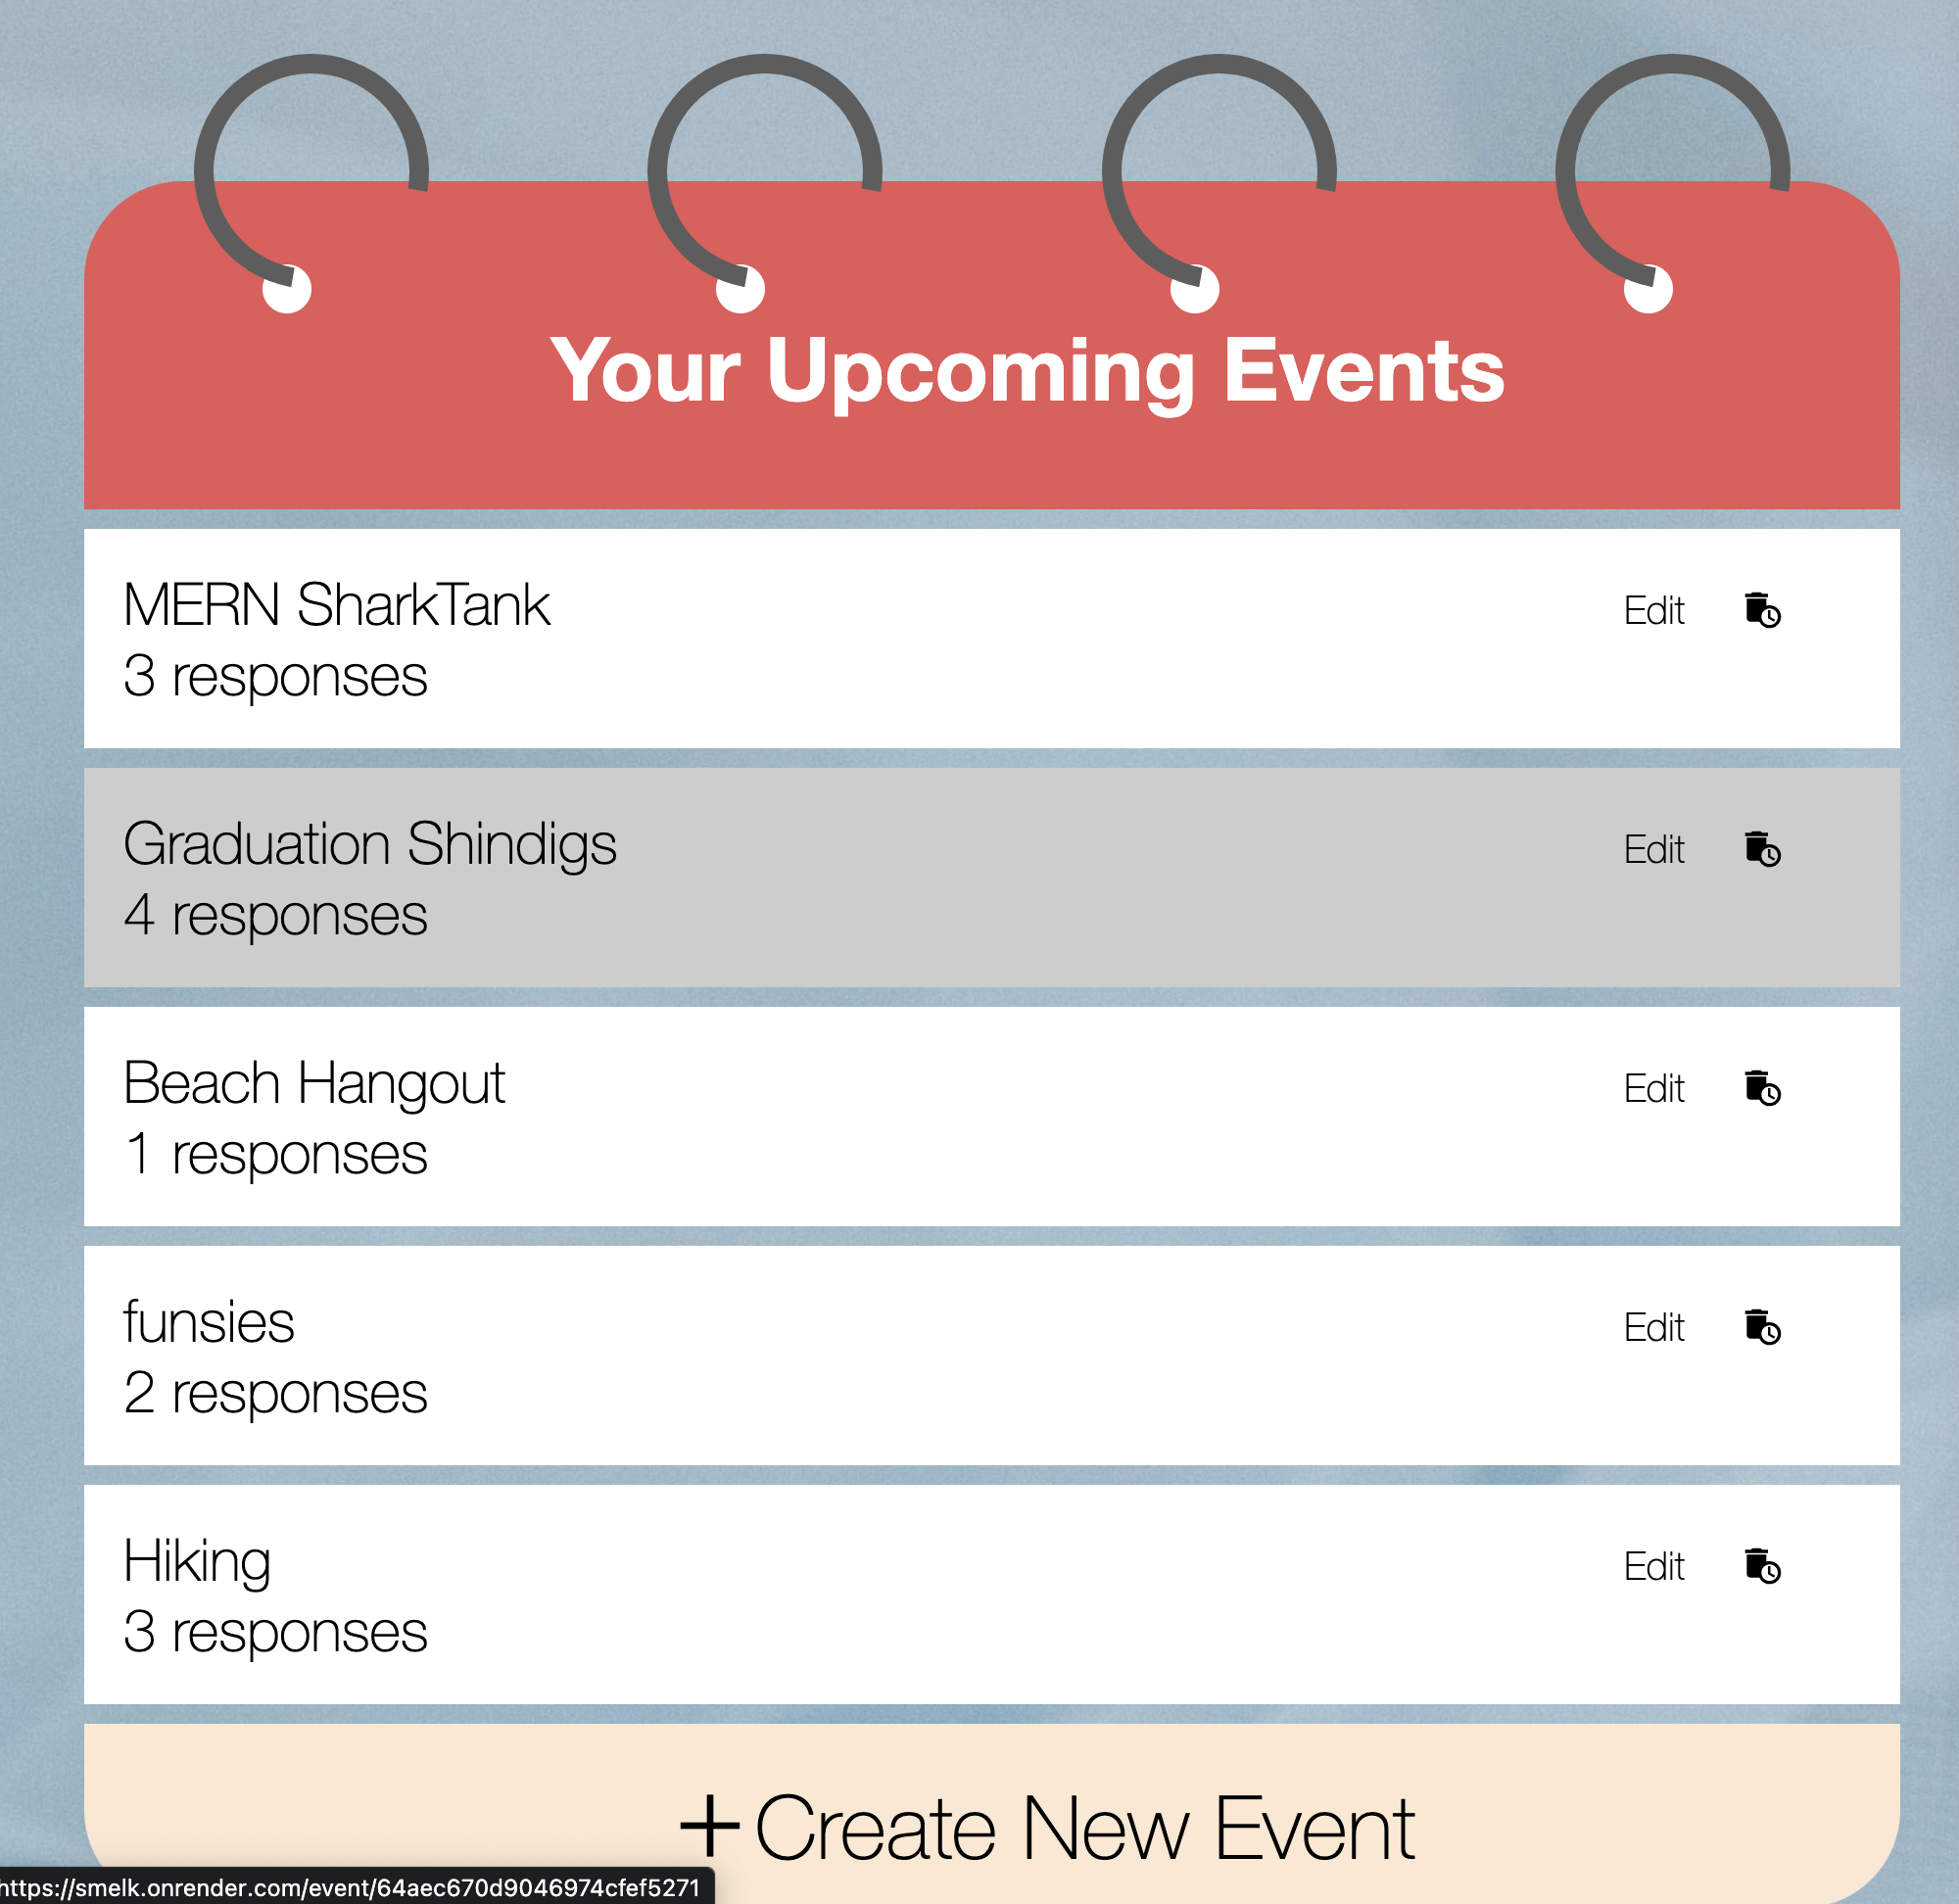 Your Upcoming Events
MERN SharkTank
Edit
3 responses
Graduation Shindigs
Edit
4 responses
Beach Hangout
Edit
1 responses
funsies
Edit
2 responses
Hiking
Edit
3 responses
+Create New Event
https://smelk.onrender.com/event/64aec670d9046974cfef5271